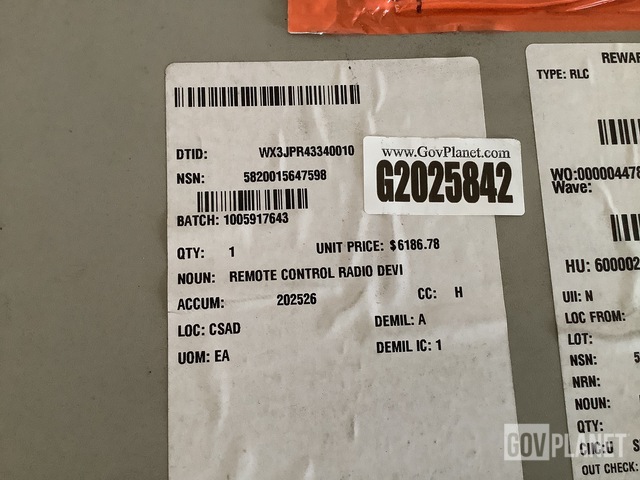 DTID: WX3JPR43340010
NSN: 5820015647598
BATCH: 1005917643
QTY: 1 UNIT PRICE: $6186.78
NOUN: REMOTE CONTROL RADIO DEVI
ACCUM: 202526 CC: H
LOC: CSAD DEMIL: A
UOM: EA DEMIL IC: 1
www.GovPlanet.com
G2025842
REWAR
TYPE: RLC
WO:000004478
Wave:
HU: 600002
UII: N
LOC FROM:
LOT:
NSN: 5
NRN:
NOUN:
QTY:
OUT CHECK:
GOVPLANET